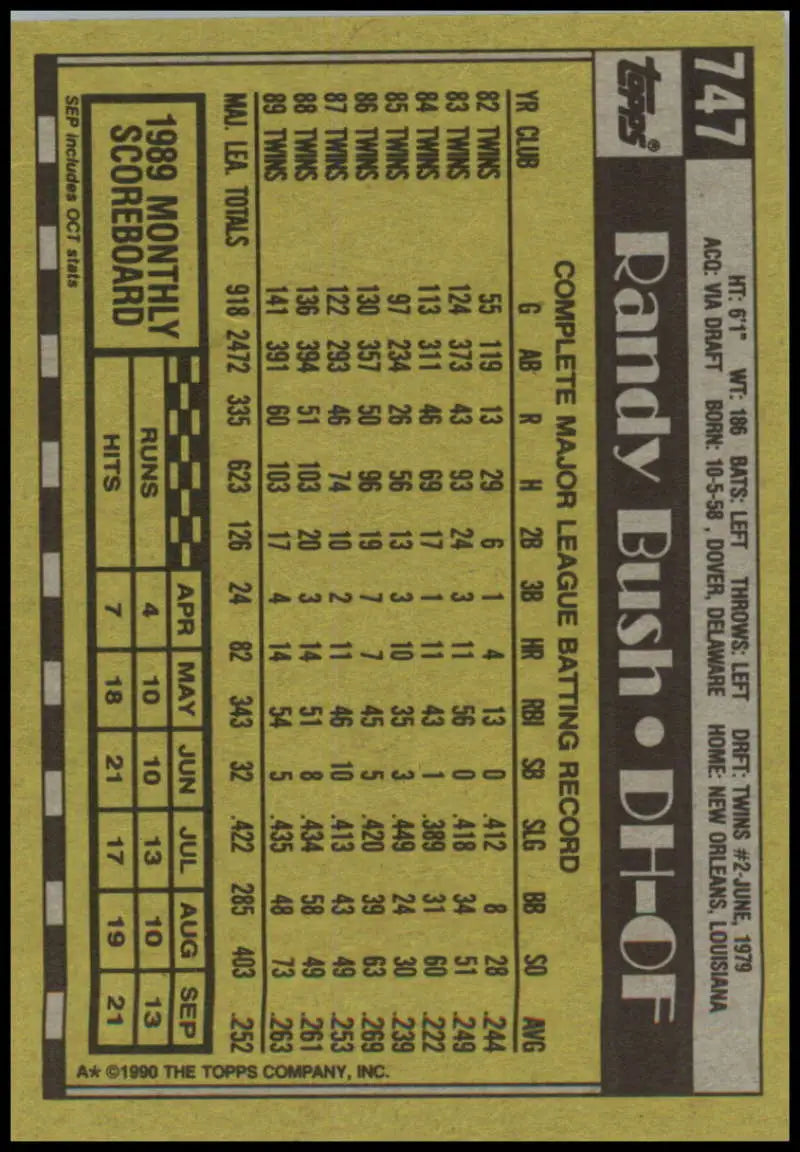 747
HT: 6'1" WT: 186 BATS: LEFT THROWS: LEFT DRFT: TWINS #2-JUNE, 1979
ACQ: VIA DRAFT BORN: 10-5-58 , DOVER, DELAWARE HOME: NEW ORLEANS, LOUISIANA
TOPPS® Randy Bush • DH-OF
COMPLETE MAJOR LEAGUE BATTING RECORD
YR CLUB G AB R H 2B 3B HR RBI SB SLG BB SO AVG
82 TWINS 55 119 13 29 6 1 4 13 0 .412 8 28 .244
83 TWINS 124 373 43 93 24 3 11 56 0 .418 34 51 .249
84 TWINS 113 311 46 69 17 1 11 43 1 .389 31 60 .222
85 TWINS 97 234 26 56 13 3 10 35 3 .449 24 30 .239
86 TWINS 130 357 50 96 19 7 7 45 5 .420 39 63 .269
87 TWINS 122 293 46 74 10 2 11 46 10 .413 43 49 .253
88 TWINS 136 394 51 103 20 3 14 51 8 .434 58 49 .261
89 TWINS 141 391 60 103 17 4 14 54 5 .435 48 73 .263
MAJ. LEA. TOTALS 918 2472 335 623 126 24 82 343 32 .422 285 403 .252
1989 MONTHLY
SCOREBOARD
APR MAY JUN JUL AUG SEP
RUNS 4 10 10 13 10 13
HITS 7 18 21 17 19 21
SEP includes OCT stats
A* ©1990 THE TOPPS COMPANY, INC.